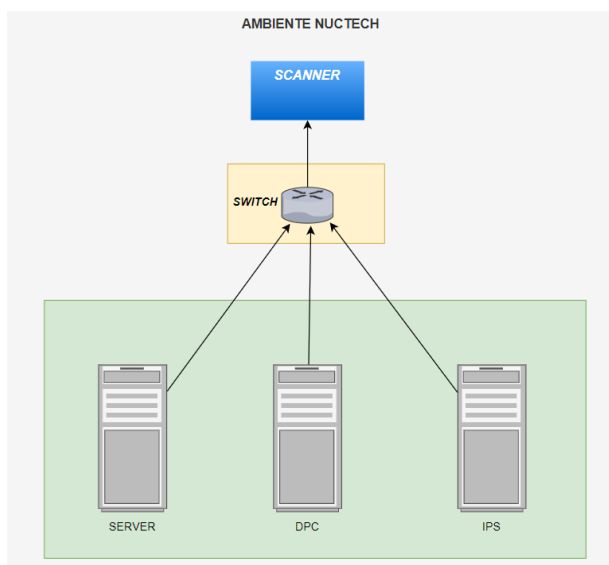 AMBIENTE NUCTECH
SCANNER
SWITCH
SERVER
DPC
IPS